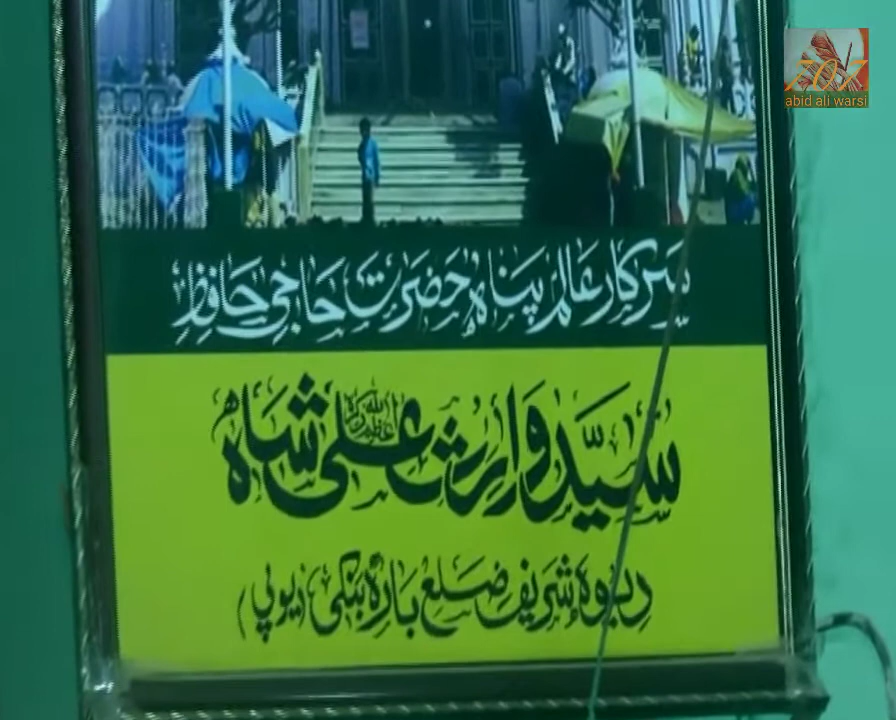 707
abid ali warsi
سرکار عالم پناہ حضرت حاجی حافظ
سید وارث علی شاہ
دیوہ شریف ضلع بارہ بنکی (یوپی)